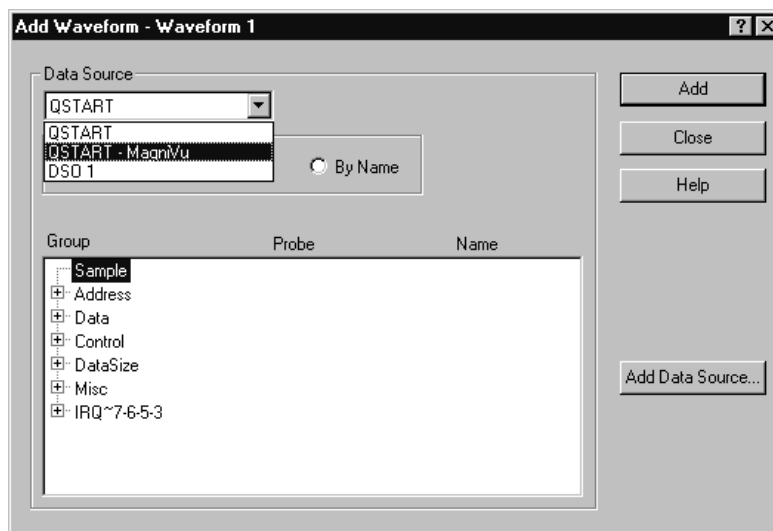 Add Waveform - Waveform 1
Data Source
QSTART
QSTART
QSTART - MagniVu
DSO 1
By Name
Add
Close
Help
Group Probe Name
Sample
Address
Data
Control
DataSize
Misc
IRQ~7-6-5-3
Add Data Source...